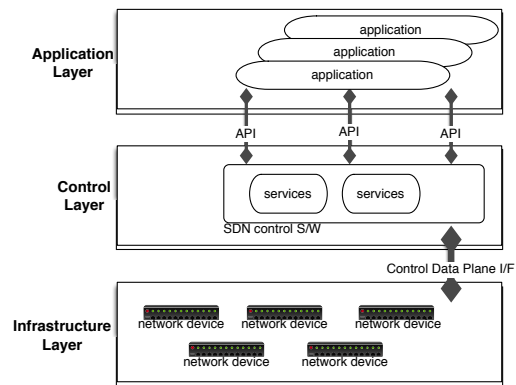 application
application
application
Application
Layer
API
API
API
Control
Layer
services
services
SDN control S/W
Control Data Plane I/F
Infrastructure
Layer
network device
network device
network device
network device
network device